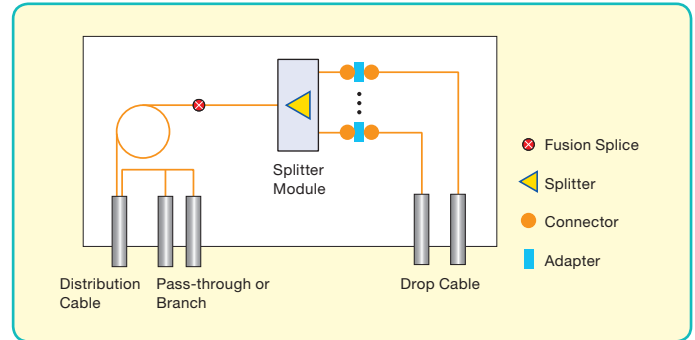 Splitter
Module
Fusion Splice
Splitter
Connector
Adapter
Distribution
Cable
Pass-through or
Branch
Drop Cable